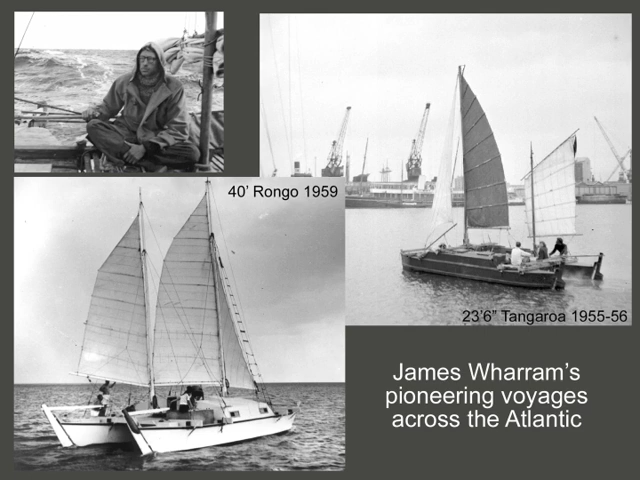 40’ Rongo 1959
23’6” Tangaroa 1955-56
James Wharram’s
pioneering voyages
across the Atlantic